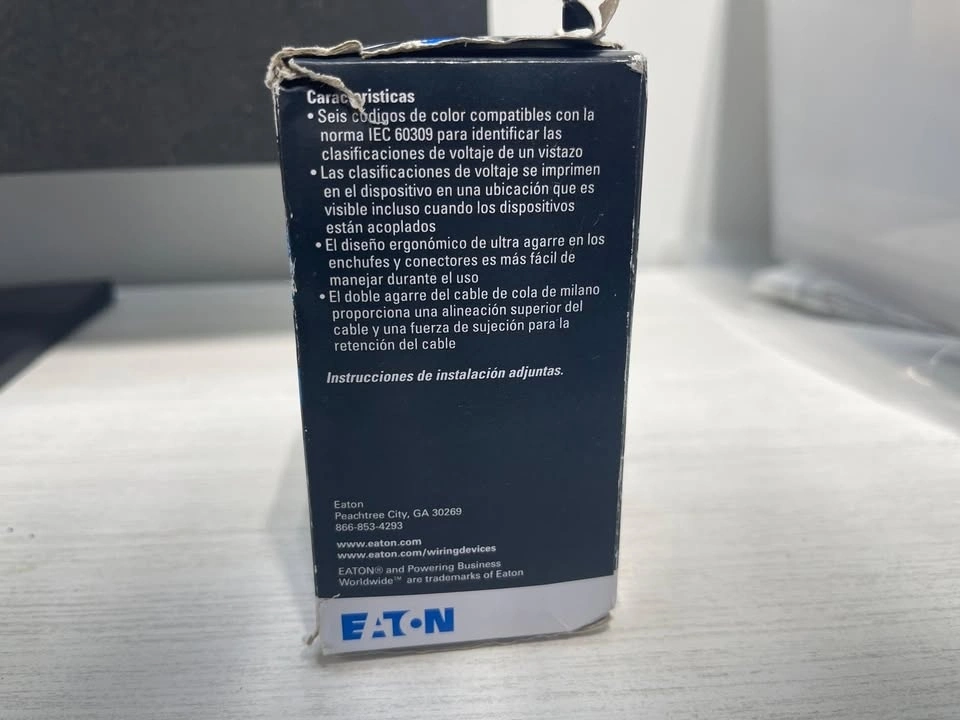 Características
• Seis códigos de color compatibles con la
norma IEC 60309 para identificar las
clasificaciones de voltaje de un vistazo
• Las clasificaciones de voltaje se imprimen
en el dispositivo en una ubicación que es
visible incluso cuando los dispositivos
están acoplados
• El diseño ergonómico de ultra agarre en los
enchufes y conectores es más fácil de
manejar durante el uso
• El doble agarre del cable de cola de milano
proporciona una alineación superior del
cable y una fuerza de sujeción para la
retención del cable
Instrucciones de instalación adjuntas.
Eaton
Peachtree City, GA 30269
866-853-4293
www.eaton.com
www.eaton.com/wiringdevices
EATON® and Powering Business
Worldwide™ are trademarks of Eaton
EATON